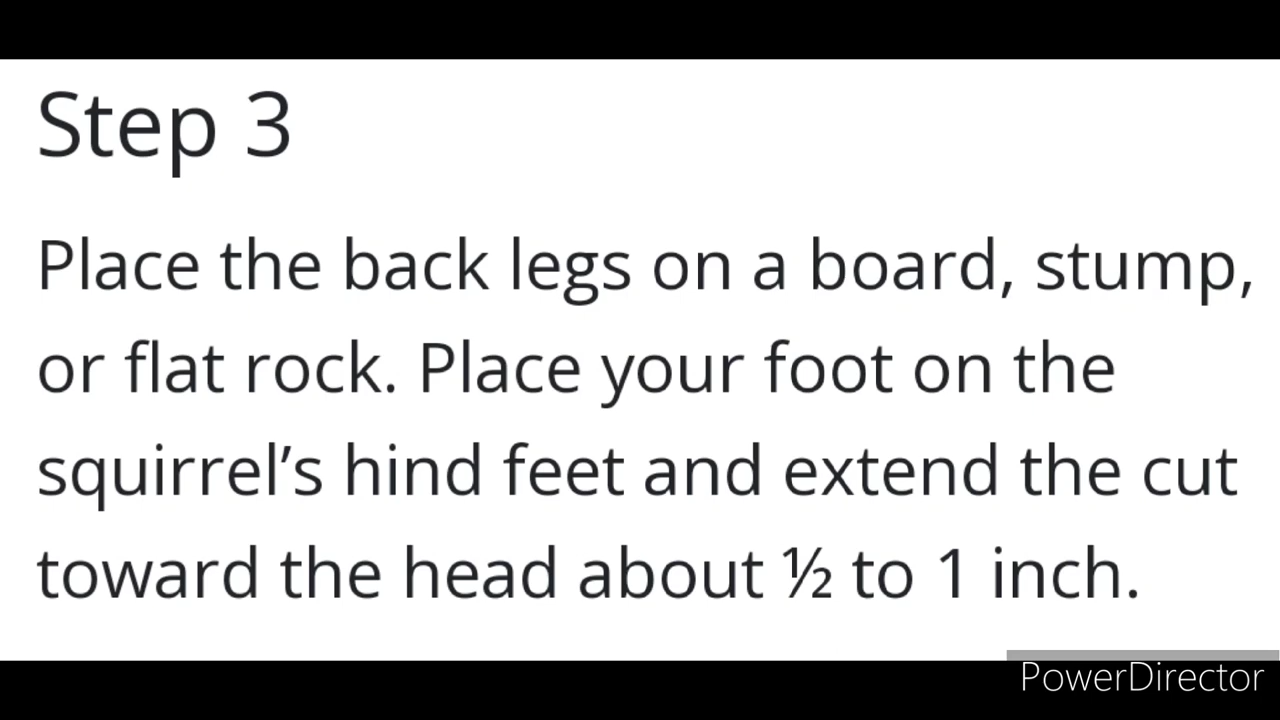 Step 3
Place the back legs on a board, stump,
or flat rock. Place your foot on the
squirrel’s hind feet and extend the cut
toward the head about ½ to 1 inch.
PowerDirector